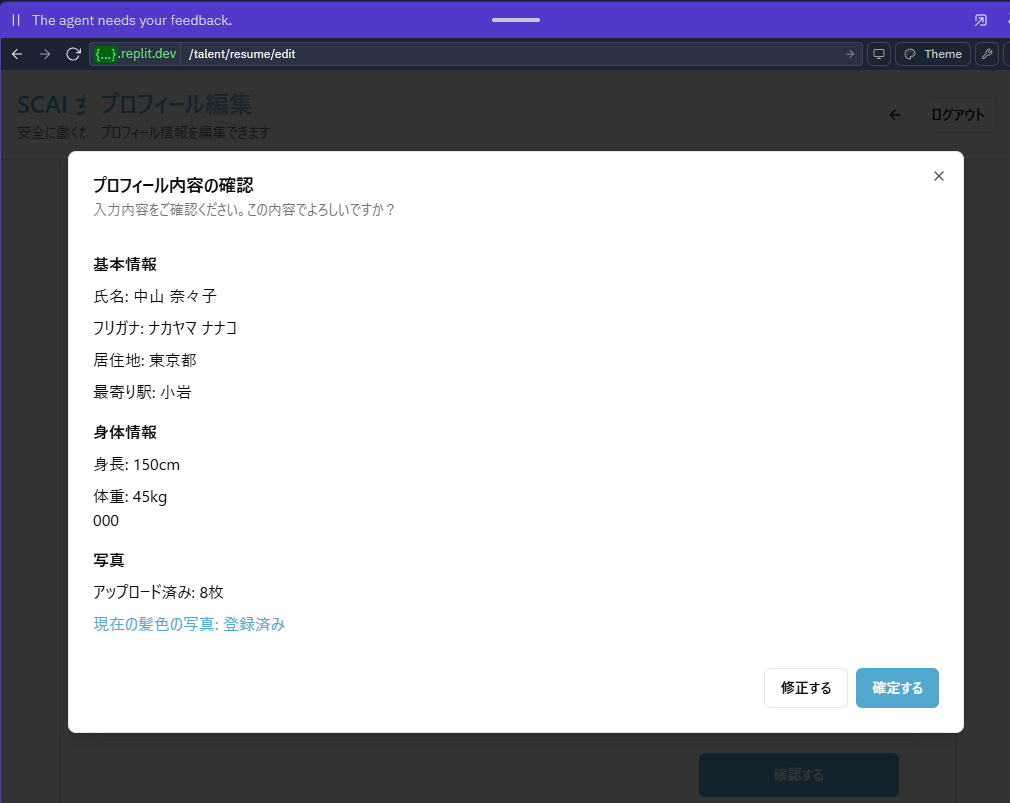 The agent needs your feedback.
{...}.replit.dev /talent/resume/edit
Theme
SCAI プロフィール編集
安全に働くた プロフィール情報を編集できます
ログアウト
プロフィール内容の確認
入力内容をご確認ください。この内容でよろしいですか？
基本情報
氏名: 中山 奈々子
フリガナ: ナカヤマ ナナコ
居住地: 東京都
最寄り駅: 小岩
身体情報
身長: 150cm
体重: 45kg
000
写真
アップロード済み: 8枚
現在の髪色の写真: 登録済み
修正する
確定する
確認する